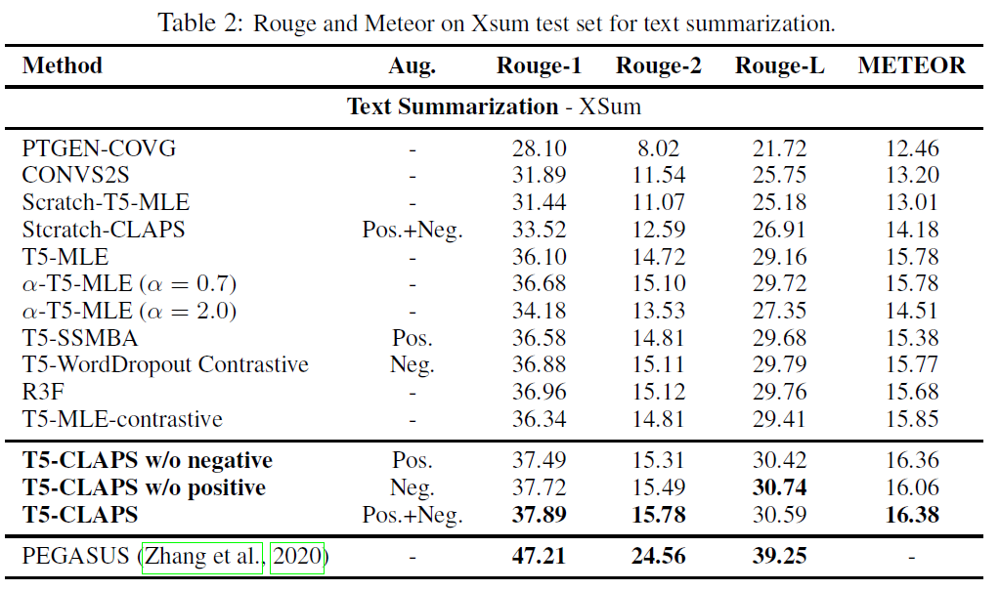 Table 2: Rouge and Meteor on Xsum test set for text summarization.
Method Aug. Rouge-1 Rouge-2 Rouge-L METEOR
Text Summarization - XSum
PTGEN-COVG - 28.10 8.02 21.72 12.46
CONVS2S - 31.89 11.54 25.75 13.20
Scratch-T5-MLE - 31.44 11.07 25.18 13.01
Stcratch-CLAPS Pos.+Neg. 33.52 12.59 26.91 14.18
T5-MLE - 36.10 14.72 29.16 15.78
α-T5-MLE (α = 0.7) - 36.68 15.10 29.72 15.78
α-T5-MLE (α = 2.0) - 34.18 13.53 27.35 14.51
T5-SSMBA Pos. 36.58 14.81 29.68 15.38
T5-WordDropout Contrastive Neg. 36.88 15.11 29.79 15.77
R3F - 36.96 15.12 29.76 15.68
T5-MLE-contrastive - 36.34 14.81 29.41 15.85
T5-CLAPS w/o negative Pos. 37.49 15.31 30.42 16.36
T5-CLAPS w/o positive Neg. 37.72 15.49 30.74 16.06
T5-CLAPS Pos.+Neg. 37.89 15.78 30.59 16.38
PEGASUS (Zhang et al., 2020) - 47.21 24.56 39.25 -